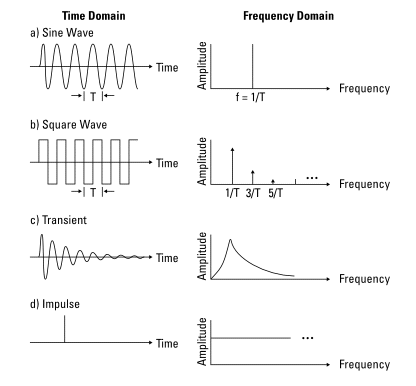 Time Domain
Frequency Domain
a) Sine Wave
Time
T
Amplitude
f = 1/T
Frequency
b) Square Wave
Time
T
Amplitude
1/T 3/T 5/T
...
Frequency
c) Transient
Time
Amplitude
Frequency
d) Impulse
Time
Amplitude
...
Frequency